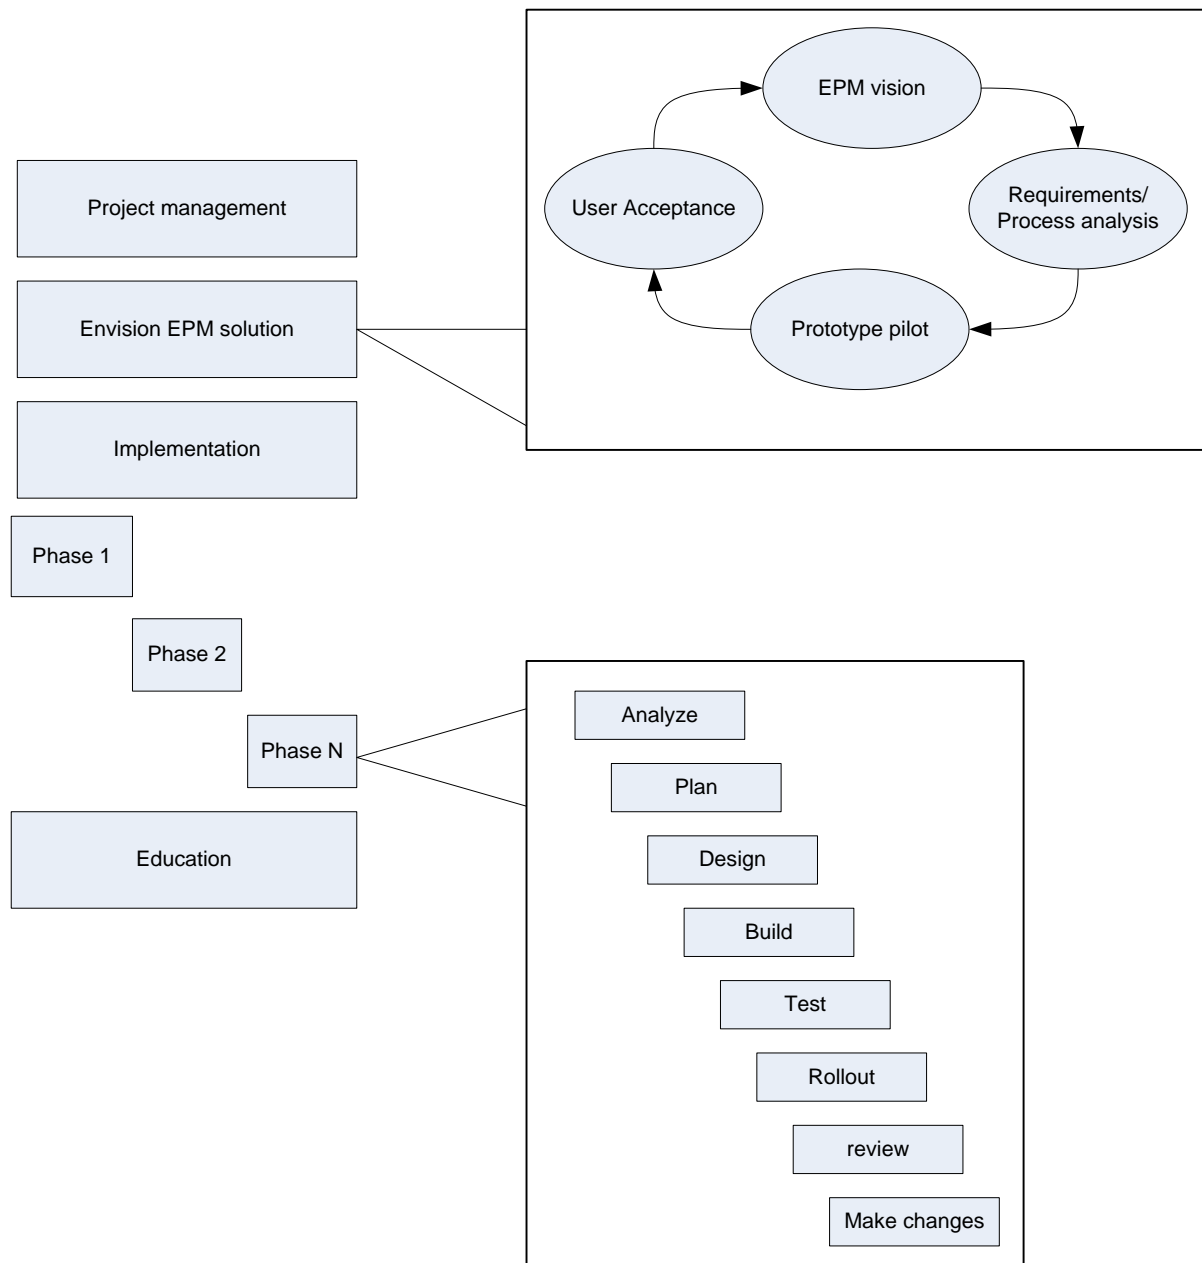 EPM vision
User Acceptance
Requirements/
Process analysis
Prototype pilot
Project management
Envision EPM solution
Implementation
Phase 1
Phase 2
Phase N
Education
Analyze
Plan
Design
Build
Test
Rollout
review
Make changes